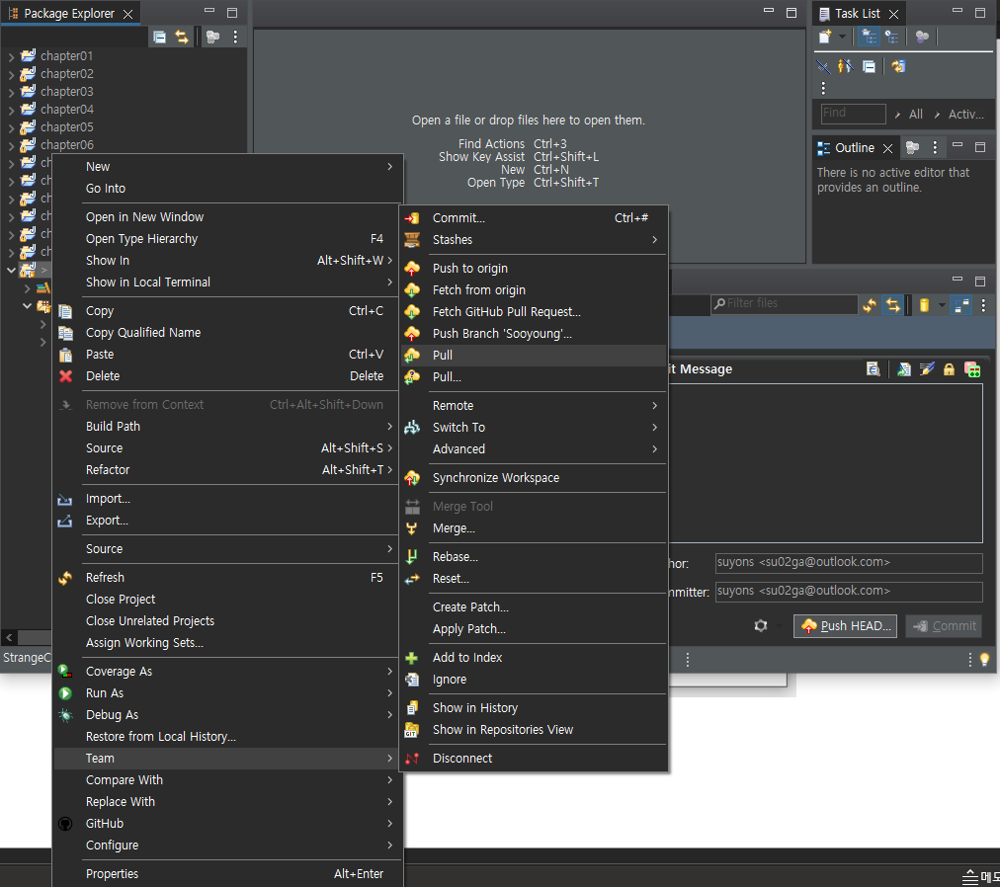 Package Explorer
chapter01
chapter02
chapter03
chapter04
chapter05
chapter06
ch
ch
ch
ch
ch
ch
>
StrangeC
New
Go Into
Open in New Window
Open Type Hierarchy F4
Show In Alt+Shift+W
Show in Local Terminal
Copy Ctrl+C
Copy Qualified Name
Paste Ctrl+V
Delete Delete
Remove from Context Ctrl+Alt+Shift+Down
Build Path
Source Alt+Shift+S
Refactor Alt+Shift+T
Import...
Export...
Source
Refresh F5
Close Project
Close Unrelated Projects
Assign Working Sets...
Coverage As
Run As
Debug As
Restore from Local History...
Team
Compare With
Replace With
GitHub
Configure
Properties Alt+Enter
Open a file or drop files here to open them.
Find Actions Ctrl+3
Show Key Assist Ctrl+Shift+L
New Ctrl+N
Open Type Ctrl+Shift+T
Commit... Ctrl+#
Stashes
Push to origin
Fetch from origin
Fetch GitHub Pull Request...
Push Branch 'Sooyoung'...
Pull
Pull...
Remote
Switch To
Advanced
Synchronize Workspace
Merge Tool
Merge...
Rebase...
Reset...
Create Patch...
Apply Patch...
Add to Index
Ignore
Show in History
GIT
Show in Repositories View
Disconnect
Task List
Find
All
Activ...
Outline
There is no active editor that
provides an outline.
Filter files
it Message
hor: suyons <su02ga@outlook.com>
mmitter: suyons <su02ga@outlook.com>
Push HEAD...
Commit
메모